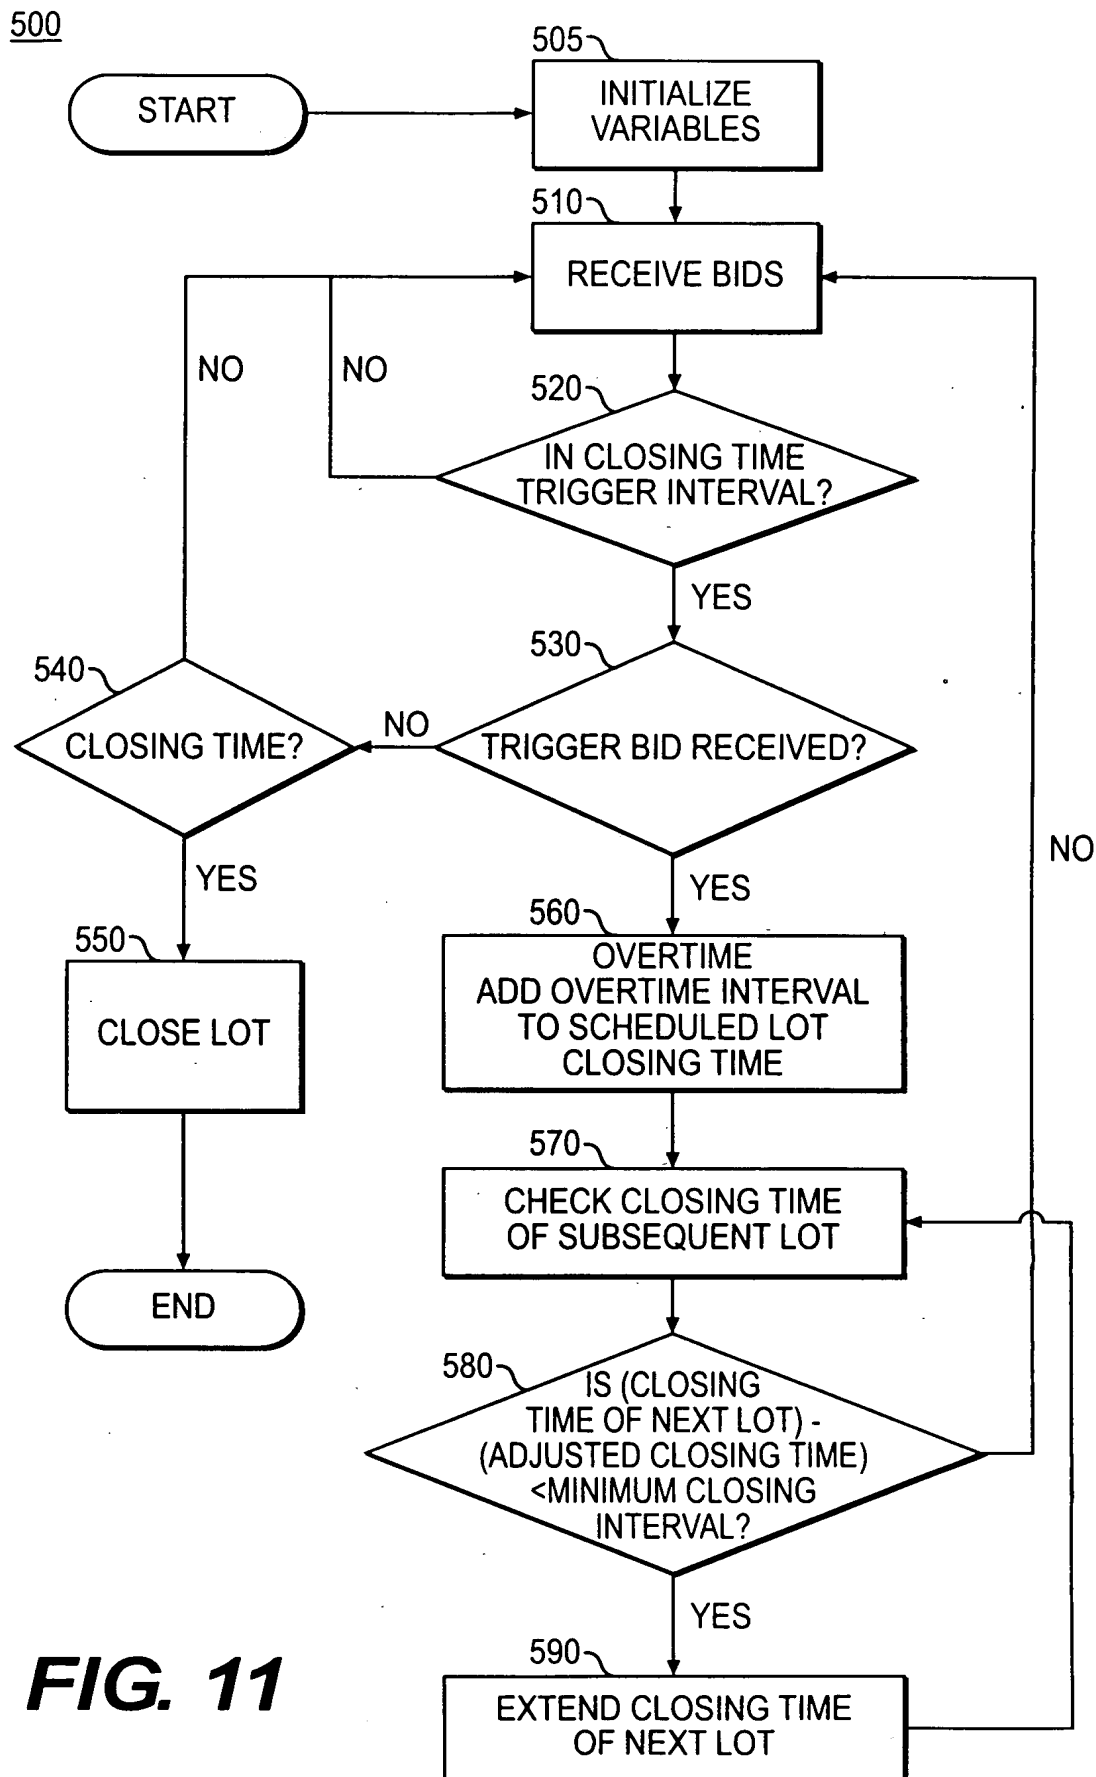 500
505
START
INITIALIZE
VARIABLES
510
RECEIVE BIDS
NO
NO
520
IN CLOSING TIME
TRIGGER INTERVAL?
YES
530
540
CLOSING TIME?
NO
TRIGGER BID RECEIVED?
NO
YES
YES
550
560
CLOSE LOT
OVERTIME
ADD OVERTIME INTERVAL
TO SCHEDULED LOT
CLOSING TIME
570
CHECK CLOSING TIME
OF SUBSEQUENT LOT
END
580
IS (CLOSING
TIME OF NEXT LOT) -
(ADJUSTED CLOSING TIME)
<MINIMUM CLOSING
INTERVAL?
YES
590
EXTEND CLOSING TIME
OF NEXT LOT
FIG. 11